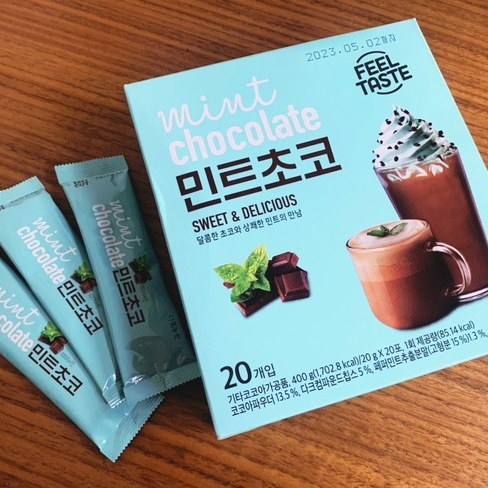 2023.05.02까지
FEEL
TASTE
mint
chocolate
민트초코
SWEET & DELICIOUS
달콤한 초코와 상쾌한 민트의 만남
20개입
기타코코아가공품, 400 g(1,702.8 kcal)/20 g X 20포, 1회 제공량(85.14 kcal)
코코아파우더 13.5 %, 다크컴파운드칩스 5 %, 페퍼민트추출분말(고형분 15 %)1.3 %,
mint
chocolate
민트초코
mint
chocolate
민트초코
mint
chocolate
민트초코